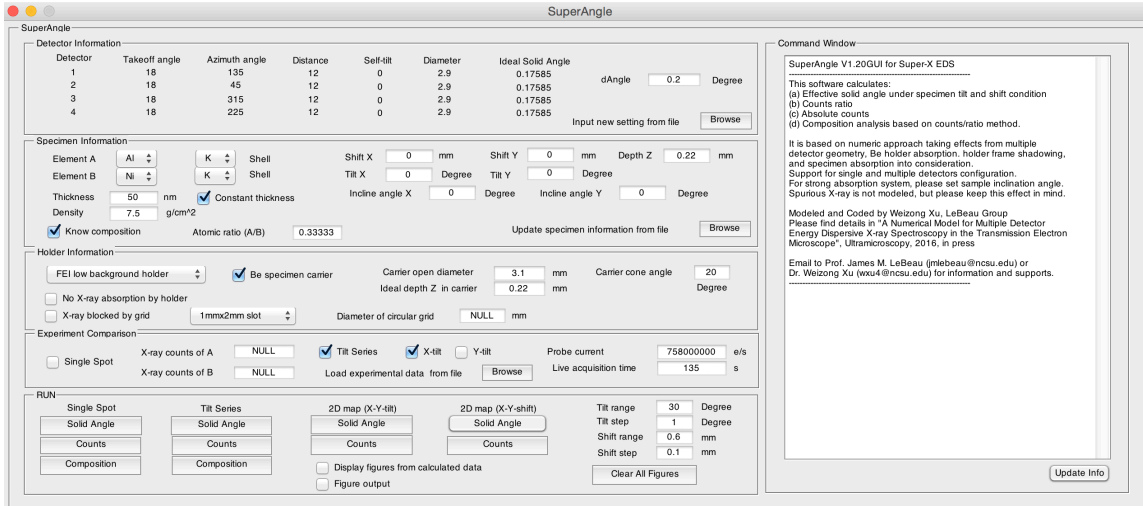 SuperAngle
SuperAngle
Detector Information
Detector Takeoff angle Azimuth angle Distance Self-tilt Diameter Ideal Solid Angle
1 18 135 12 0 2.9 0.17585
2 18 45 12 0 2.9 0.17585
3 18 315 12 0 2.9 0.17585
4 18 225 12 0 2.9 0.17585
dAngle 0.2 Degree
Input new setting from file Browse
Specimen Information
Element A Al K Shell Shift X 0 mm Shift Y 0 mm Depth Z 0.22 mm
Element B Ni K Shell Tilt X 0 Degree Tilt Y 0 Degree
Thickness 50 nm Constant thickness Incline angle X 0 Degree Incline angle Y 0 Degree
Density 7.5 g/cm^2
Know composition Atomic ratio (A/B) 0.33333 Update specimen information from file Browse
Holder Information
FEI low background holder Be specimen carrier Carrier open diameter 3.1 mm Carrier cone angle 20
Ideal depth Z in carrier 0.22 mm Degree
No X-ray absorption by holder
X-ray blocked by grid 1mmx2mm slot Diameter of circular grid NULL mm
Experiment Comparison
Single Spot X-ray counts of A NULL Tilt Series X-tilt Y-tilt Probe current 758000000 e/s
X-ray counts of B NULL Load experimental data from file Browse Live acquisition time 135 s
RUN
Single Spot Tilt Series 2D map (X-Y-tilt) 2D map (X-Y-shift) Tilt range 30 Degree
Solid Angle Solid Angle Solid Angle Solid Angle Tilt step 1 Degree
Counts Counts Counts Counts Shift range 0.6 mm
Shift step 0.1 mm
Composition Composition Display figures from calculated data Clear All Figures
Figure output
Command Window
SuperAngle V1.20GUI for Super-X EDS
------------------------------------------------------------------
This software calculates:
(a) Effective solid angle under specimen tilt and shift condition
(b) Counts ratio
(c) Absolute counts
(d) Composition analysis based on counts/ratio method.
It is based on numeric approach taking effects from multiple
detector geometry, Be holder absorption. holder frame shadowing,
and specimen absorption into consideration.
Support for single and multiple detectors configuration.
For strong absorption system, please set sample inclination angle.
Spurious X-ray is not modeled, but please keep this effect in mind.
Modeled and Coded by Weizong Xu, LeBeau Group
Please find details in "A Numerical Model for Multiple Detector
Energy Dispersive X-ray Spectroscopy in the Transmission Electron
Microscope", Ultramicroscopy, 2016, in press
Email to Prof. James M. LeBeau (jmlebeau@ncsu.edu) or
Dr. Weizong Xu (wxu4@ncsu.edu) for information and supports.
------------------------------------------------------------------
Update Info